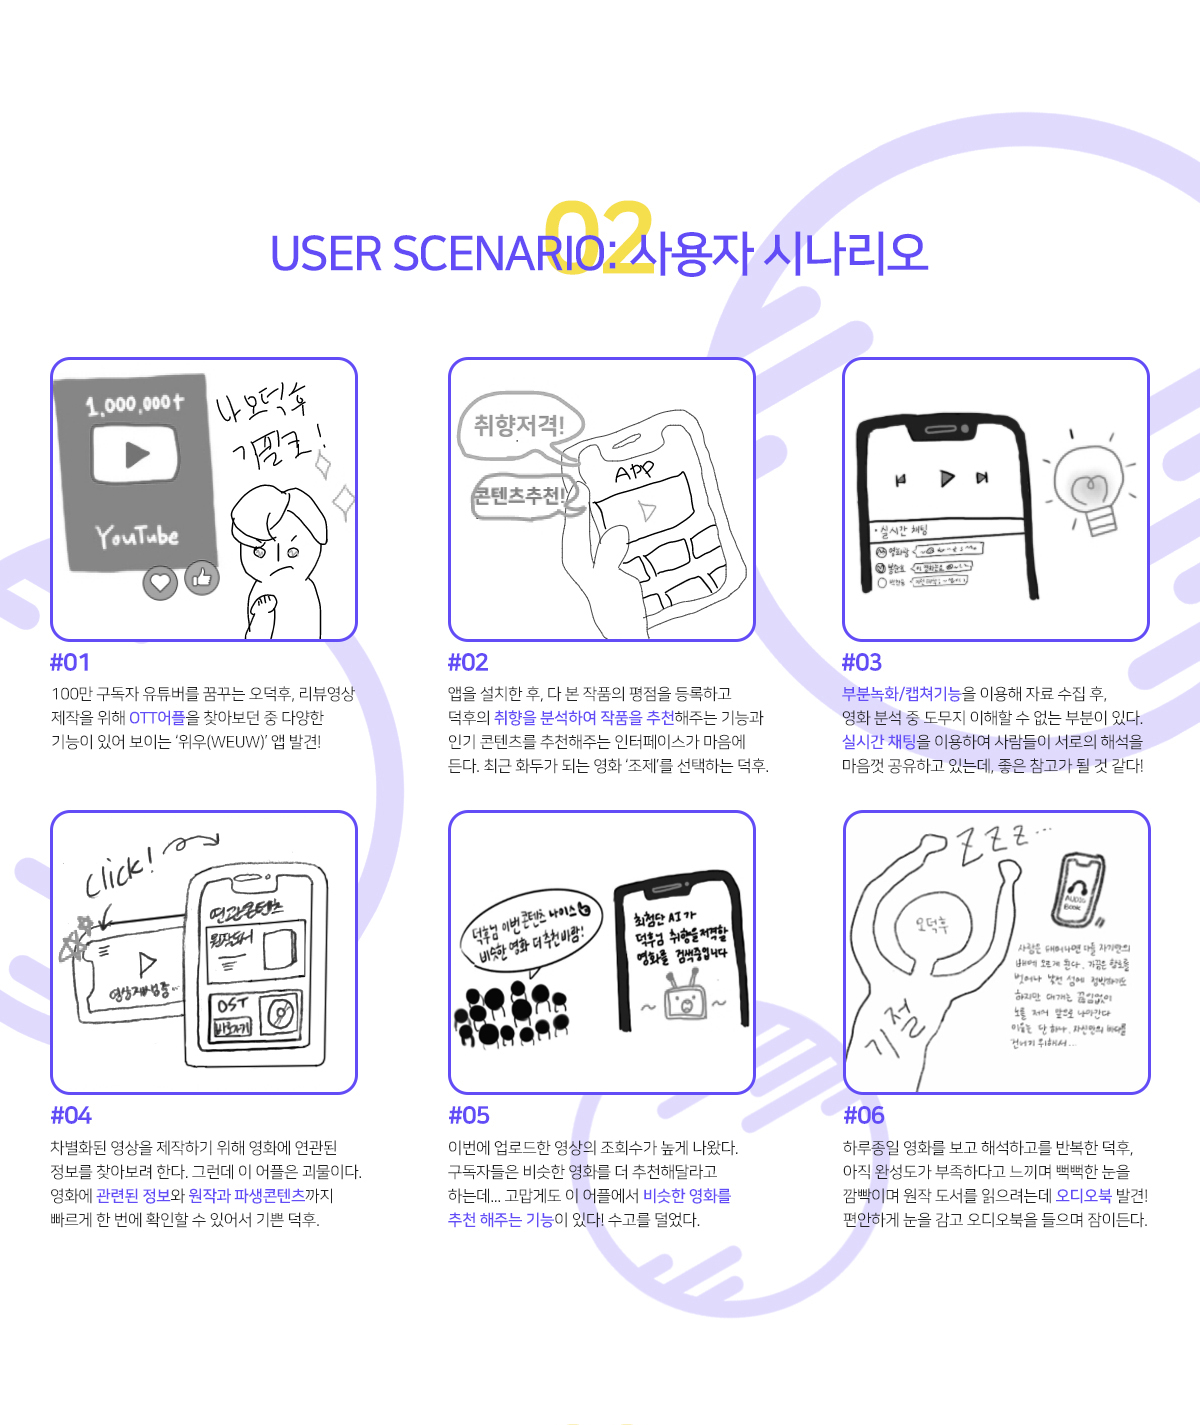 02
USER SCENARIO: 사용자 시나리오
1,000,000+
YouTube
나 오덕후
기필코!
#01
100만 구독자 유튜버를 꿈꾸는 오덕후, 리뷰영상
제작을 위해 OTT어플을 찾아보던 중 다양한
기능이 있어 보이는 ‘위우(WEUW)’ 앱 발견!
취향저격!
콘텐츠추천!
APP
#02
앱을 설치한 후, 다 본 작품의 평점을 등록하고
덕후의 취향을 분석하여 작품을 추천해주는 기능과
인기 콘텐츠를 추천해주는 인터페이스가 마음에
든다. 최근 화두가 되는 영화 ‘조제’를 선택하는 덕후.
• 실시간 채팅
#03
부분녹화/캡쳐기능을 이용해 자료 수집 후,
영화 분석 중 도무지 이해할 수 없는 부분이 있다.
실시간 채팅을 이용하여 사람들이 서로의 해석을
마음껏 공유하고 있는데, 좋은 참고가 될 것 같다!
click!
영상재생중..
연관콘텐츠
원작도서
OST
바로가기
#04
차별화된 영상을 제작하기 위해 영화에 연관된
정보를 찾아보려 한다. 그런데 이 어플은 괴물이다.
영화에 관련된 정보와 원작과 파생콘텐츠까지
빠르게 한 번에 확인할 수 있어서 기쁜 덕후.
덕후님 이번 콘텐츠 나이스
비슷한 영화 더 추천바람!
최첨단 AI가
덕후님 취향을 저격할
영화를 검색중입니다
#05
이번에 업로드한 영상의 조회수가 높게 나왔다.
구독자들은 비슷한 영화를 더 추천해달라고
하는데... 고맙게도 이 어플에서 비슷한 영화를
추천 해주는 기능이 있다! 수고를 덜었다.
ZZZ...
오덕후
기절
AUDIO
BOOK
사람은 태어나면 다들 자기만의
배에 오르게 된다. 가끔은 항로를
벗어나 낯선 섬에 정박하지만
하지만 대개는 끊임없이
노를 저어 앞으로 나아간다
이유는 단 하나. 자신만의 바다를
건너기 위해서...
#06
하루종일 영화를 보고 해석하고를 반복한 덕후,
아직 완성도가 부족하다고 느끼며 뻑뻑한 눈을
깜빡이며 원작 도서를 읽으려는데 오디오북 발견!
편안하게 눈을 감고 오디오북을 들으며 잠이든다.